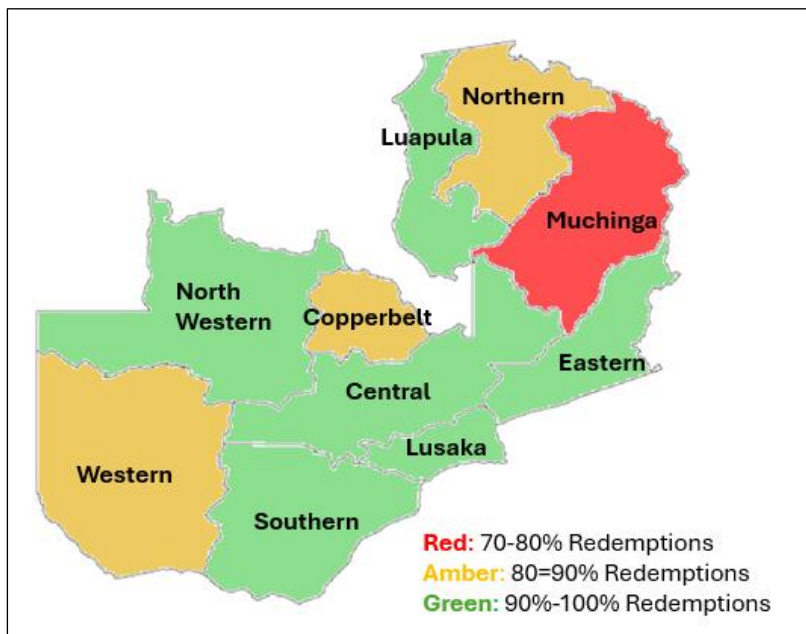 Northern
Luapula
Muchinga
North
Western
Copperbelt
Eastern
Central
Lusaka
Western
Southern
Red: 70-80% Redemptions
Amber: 80=90% Redemptions
Green: 90%-100% Redemptions